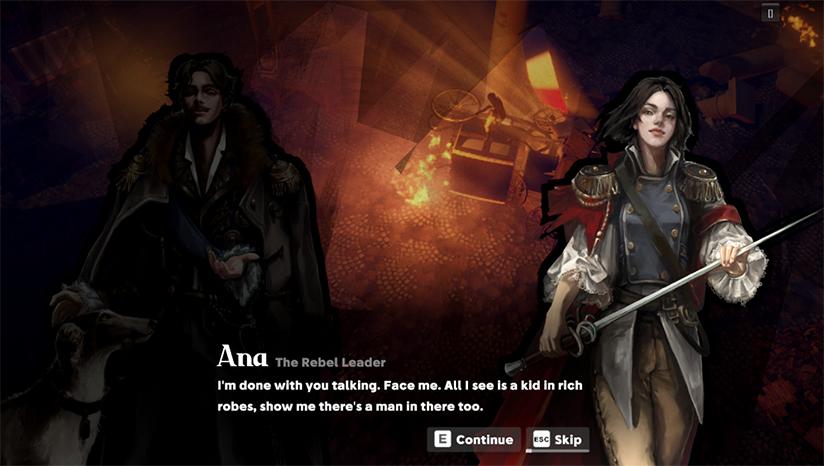 Ana The Rebel Leader
I'm done with you talking. Face me. All I see is a kid in rich
robes, show me there's a man in there too.
E Continue ESC Skip